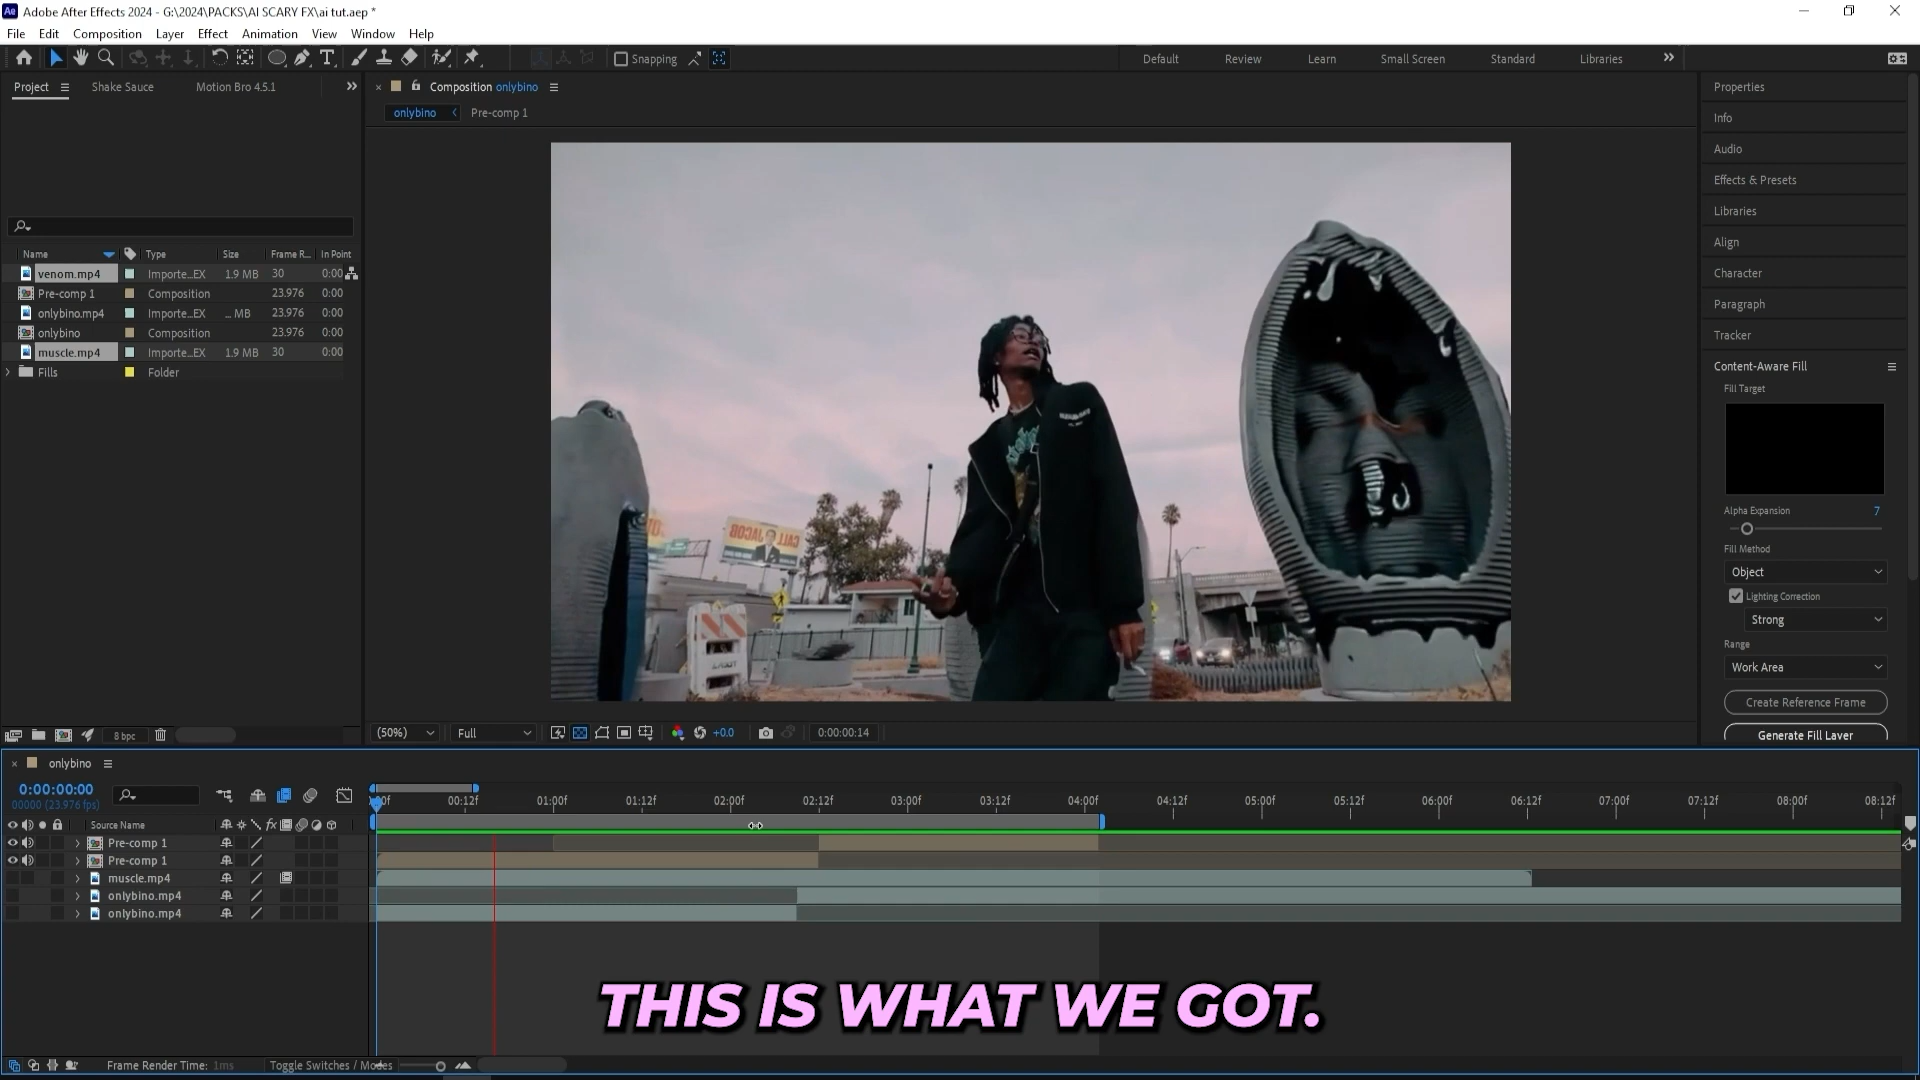 Adobe After Effects 2024 - G:\2024\PACKS\AI SCARY FX\ai tut.aep *
File Edit Composition Layer Effect Animation View Window Help
Snapping
Default Review Learn Small Screen Standard Libraries
Project Shake Sauce Motion Bro 4.5.1
Composition onlybino
onlybino Pre-comp 1
Name Type Size Frame R... In Point
venom.mp4 Importe...EX 1.9 MB 30 0:00
Pre-comp 1 Composition 23.976 0:00
onlybino.mp4 Importe...EX ... MB 23.976 0:00
onlybino Composition 23.976 0:00
muscle.mp4 Importe...EX 1.9 MB 30 0:00
Fills Folder
8 bpc
CALL JACOB
(50%) Full +0.0 0:00:00:14
Properties
Info
Audio
Effects & Presets
Libraries
Align
Character
Paragraph
Tracker
Content-Aware Fill
Fill Target
Alpha Expansion 7
Fill Method
Object
Lighting Correction
Strong
Range
Work Area
Create Reference Frame
Generate Fill Layer
onlybino
0:00:00:00
00000 (23.976 fps)
00:12f 01:00f 01:12f 02:00f 02:12f 03:00f 03:12f 04:00f 04:12f 05:00f 05:12f 06:00f 06:12f 07:00f 07:12f 08:00f 08:12f
Source Name
Pre-comp 1
Pre-comp 1
muscle.mp4
onlybino.mp4
onlybino.mp4
THIS IS WHAT WE GOT.
Frame Render Time: 1ms Toggle Switches / Modes